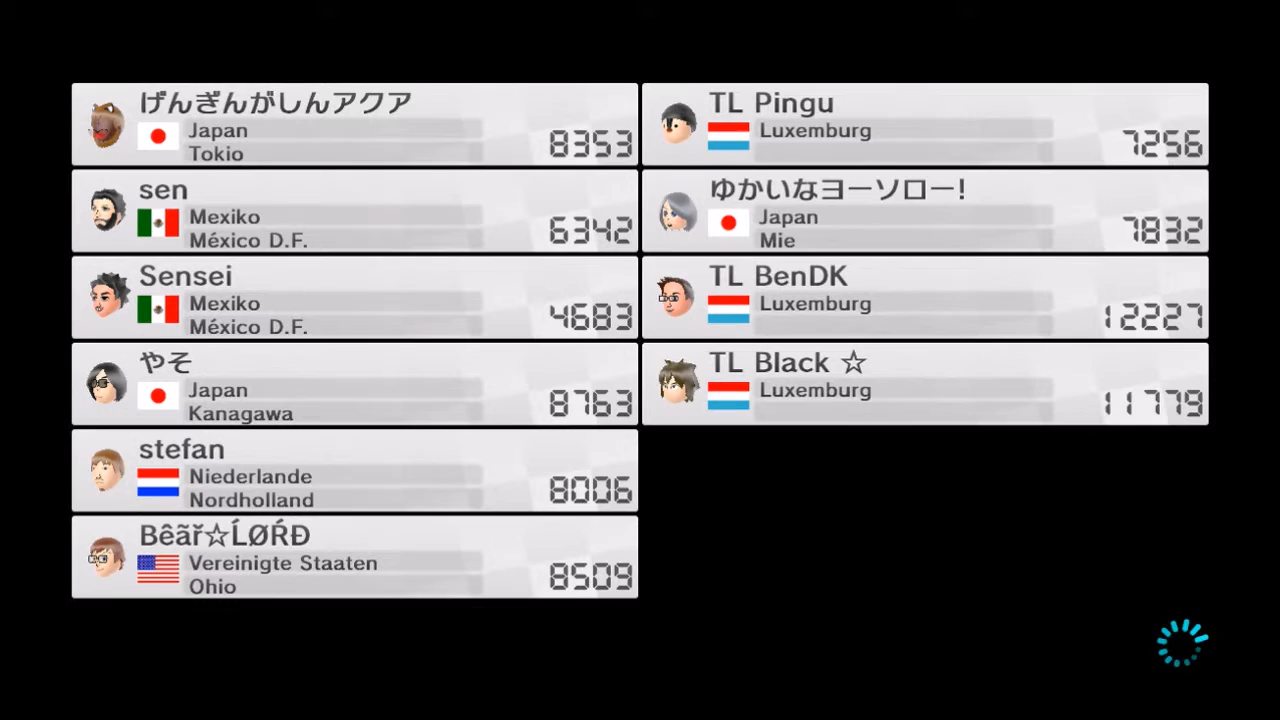 げんぎんがしんアクア
Japan
Tokio
8353
sen
Mexiko
México D.F.
6342
Sensei
Mexiko
México D.F.
4683
やそ
Japan
Kanagawa
8763
stefan
Niederlande
Nordholland
8006
Bêãř☆ĹØŔĐ
Vereinigte Staaten
Ohio
8509
TL Pingu
Luxemburg
7256
ゆかいなヨーソロー!
Japan
Mie
7832
TL BenDK
Luxemburg
12227
TL Black ☆
Luxemburg
11779